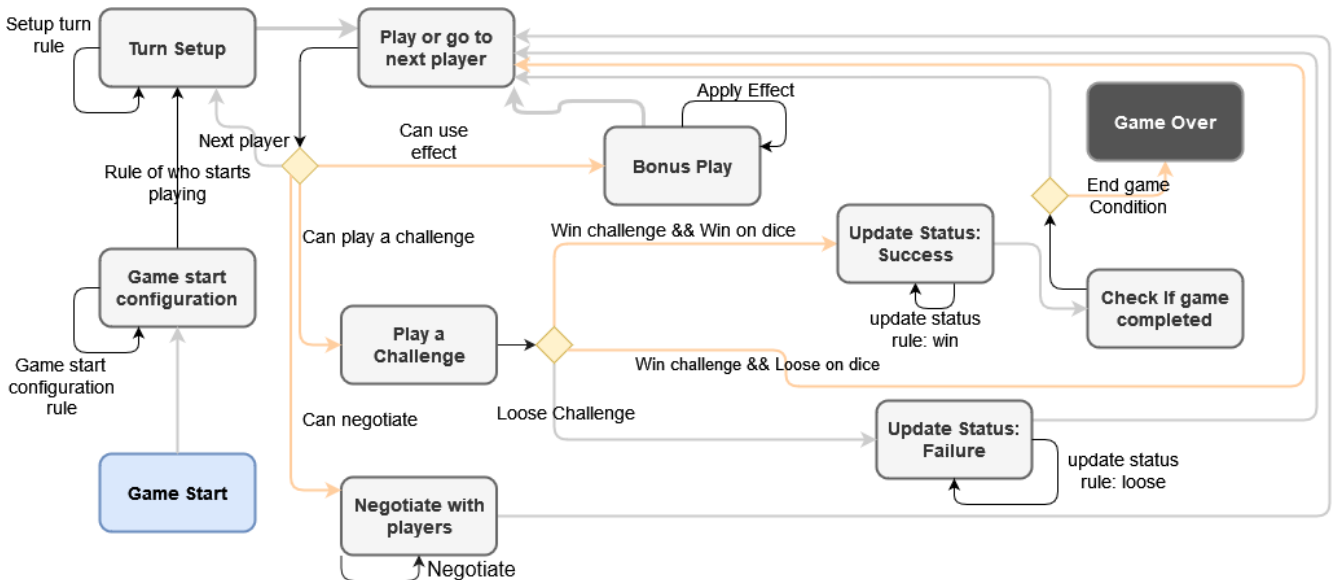 Setup turn
rule
Turn Setup
Play or go to
next player
Apply Effect
Game Over
Next player
Can use
effect
Bonus Play
Rule of who starts
playing
End game
Condition
Can play a challenge
Win challenge && Win on dice
Update Status:
Success
Game start
configuration
Check If game
completed
update status
rule: win
Play a
Challenge
Win challenge && Loose on dice
Game start
configuration
rule
Can negotiate
Loose Challenge
Update Status:
Failure
update status
rule: loose
Game Start
Negotiate with
players
Negotiate